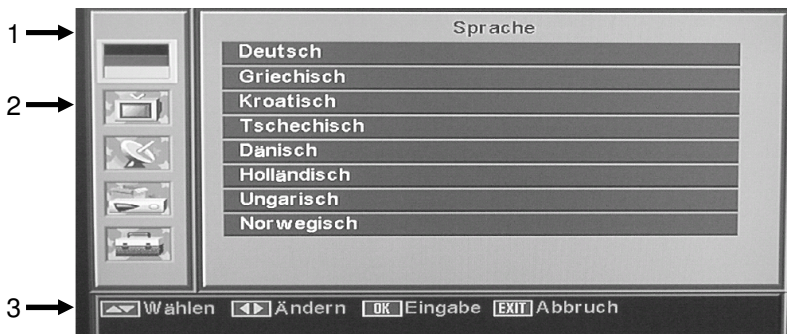 1
Sprache
Deutsch
Griechisch
2
Kroatisch
Tschechisch
Dänisch
Holländisch
Ungarisch
Norwegisch
3
Wählen Ändern OK Eingabe EXIT Abbruch